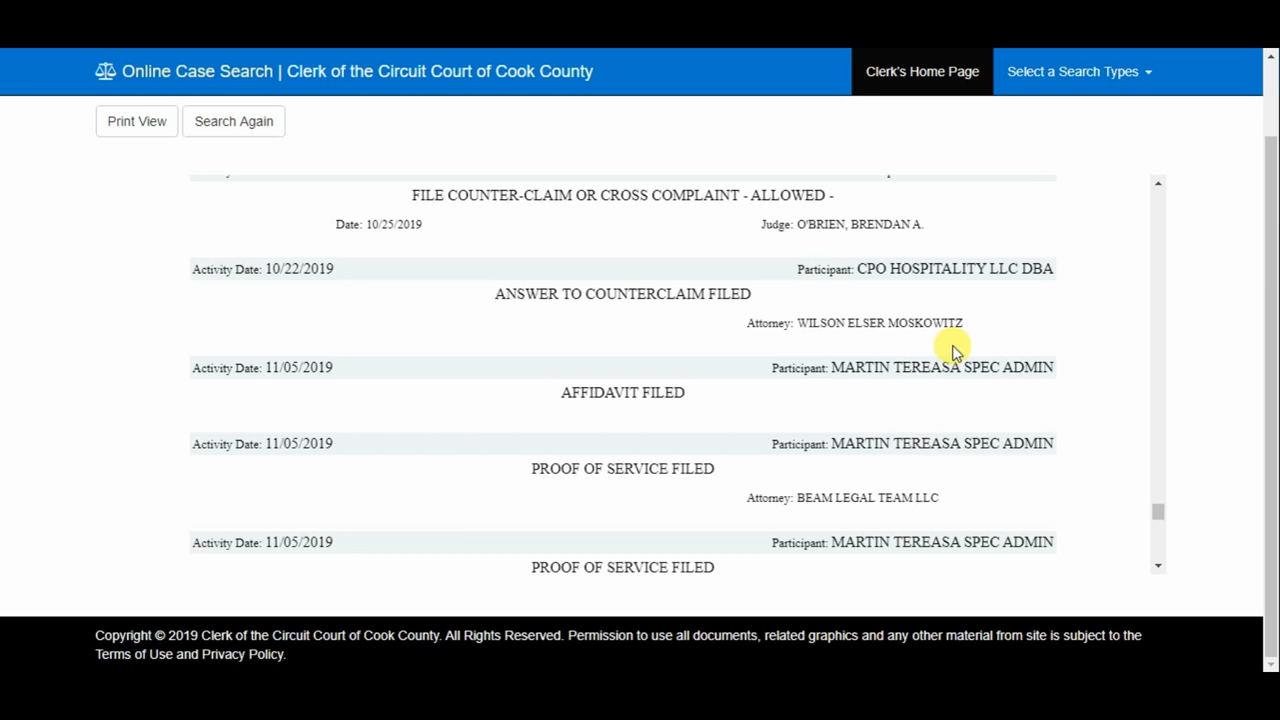 Online Case Search | Clerk of the Circuit Court of Cook County
Clerk's Home Page
Select a Search Types
Print View
Search Again
FILE COUNTER-CLAIM OR CROSS COMPLAINT - ALLOWED -
Date: 10/25/2019
Judge: O'BRIEN, BRENDAN A.
Activity Date: 10/22/2019
Participant: CPO HOSPITALITY LLC DBA
ANSWER TO COUNTERCLAIM FILED
Attorney: WILSON ELSER MOSKOWITZ
Activity Date: 11/05/2019
Participant: MARTIN TEREASA SPEC ADMIN
AFFIDAVIT FILED
Activity Date: 11/05/2019
Participant: MARTIN TEREASA SPEC ADMIN
PROOF OF SERVICE FILED
Attorney: BEAM LEGAL TEAM LLC
Activity Date: 11/05/2019
Participant: MARTIN TEREASA SPEC ADMIN
PROOF OF SERVICE FILED
Copyright © 2019 Clerk of the Circuit Court of Cook County. All Rights Reserved. Permission to use all documents, related graphics and any other material from site is subject to the
Terms of Use and Privacy Policy.